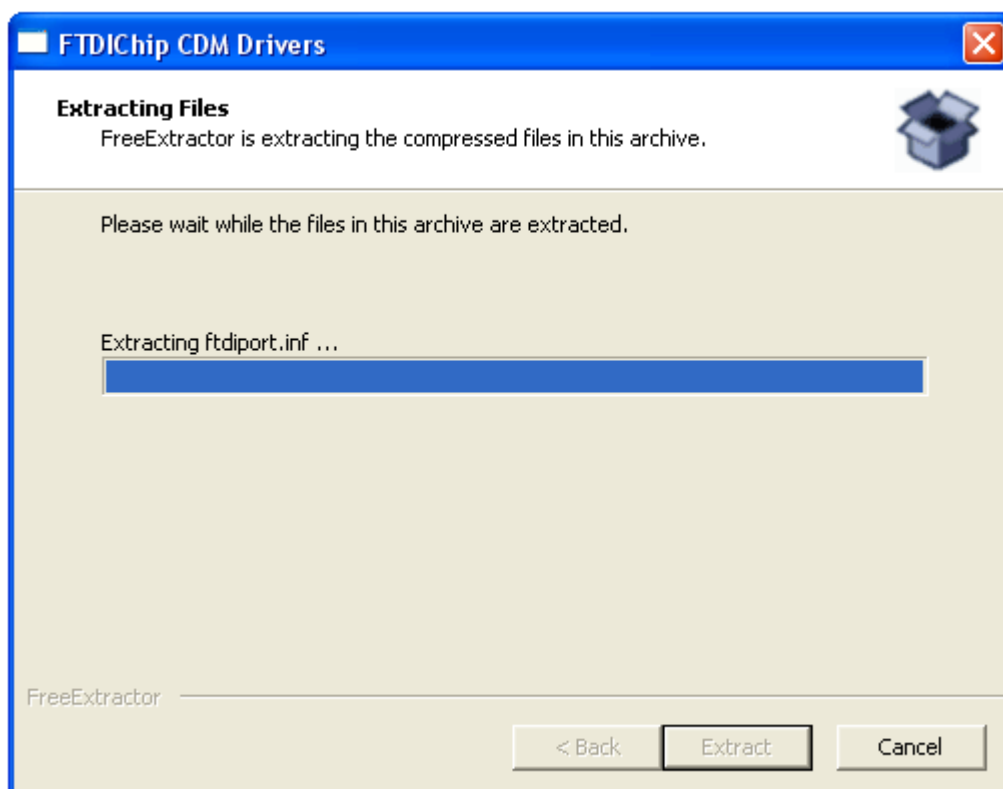 FTDIChip CDM Drivers
Extracting Files
FreeExtractor is extracting the compressed files in this archive.
Please wait while the files in this archive are extracted.
Extracting ftdiport.inf ...
FreeExtractor
< Back
Extract
Cancel